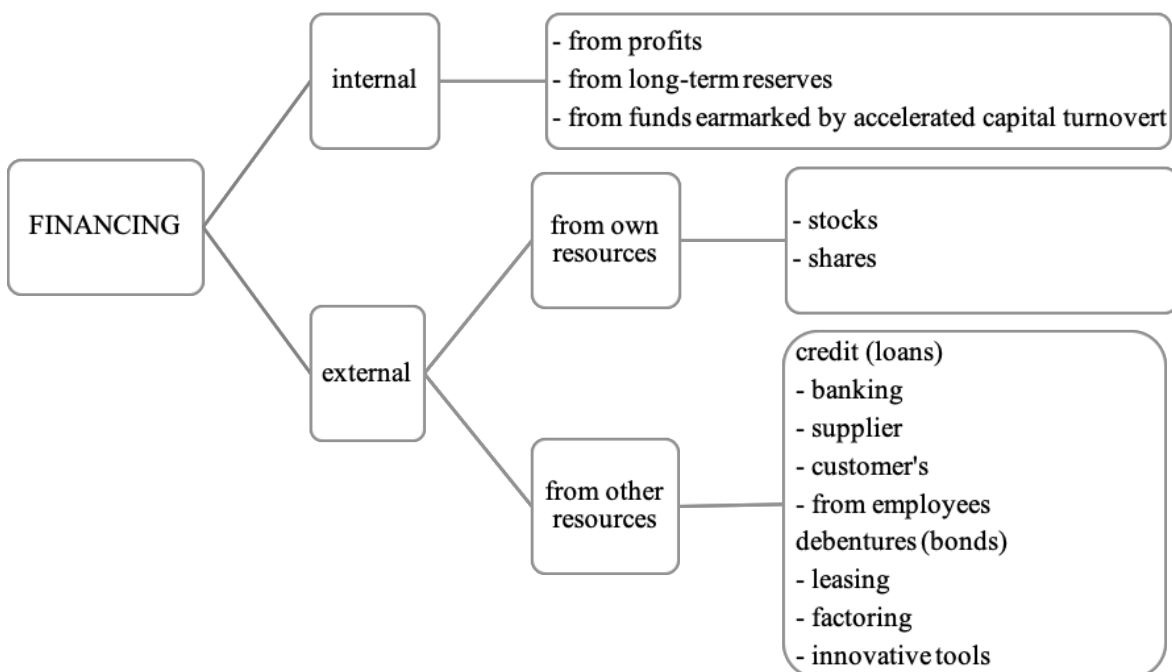 FINANCING
internal
- from profits
- from long-term reserves
- from funds earmarked by accelerated capital turnovert
external
from own
resources
- stocks
- shares
from other
resources
credit (loans)
- banking
- supplier
- customer's
- from employees
debentures (bonds)
- leasing
- factoring
- innovative tools